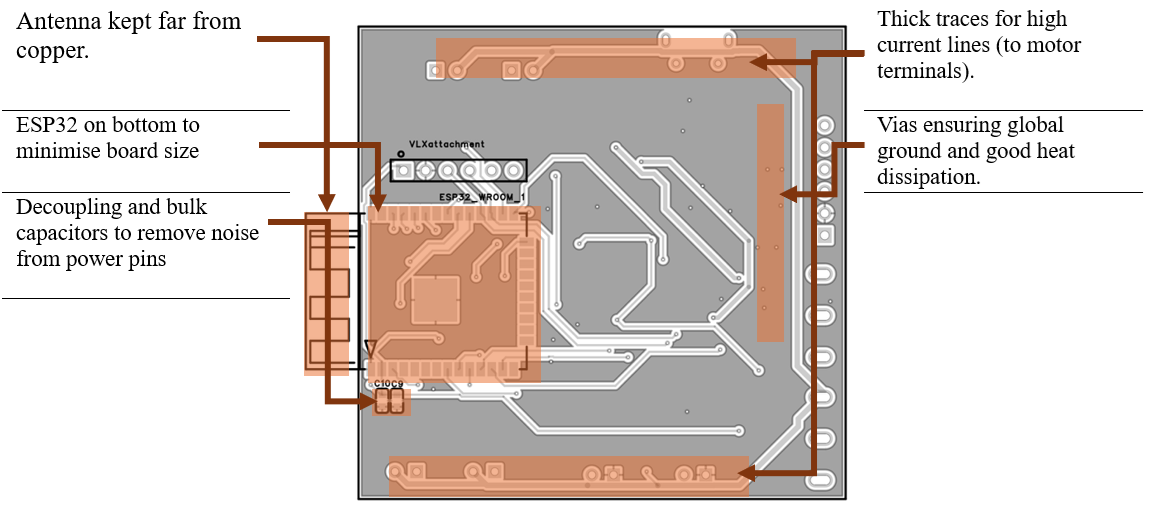 Antenna kept far from
copper.
ESP32 on bottom to
minimise board size
Decoupling and bulk
capacitors to remove noise
from power pins
VLXattachment
ESP32_WROOM_1
C10C9
Thick traces for high
current lines (to motor
terminals).
Vias ensuring global
ground and good heat
dissipation.